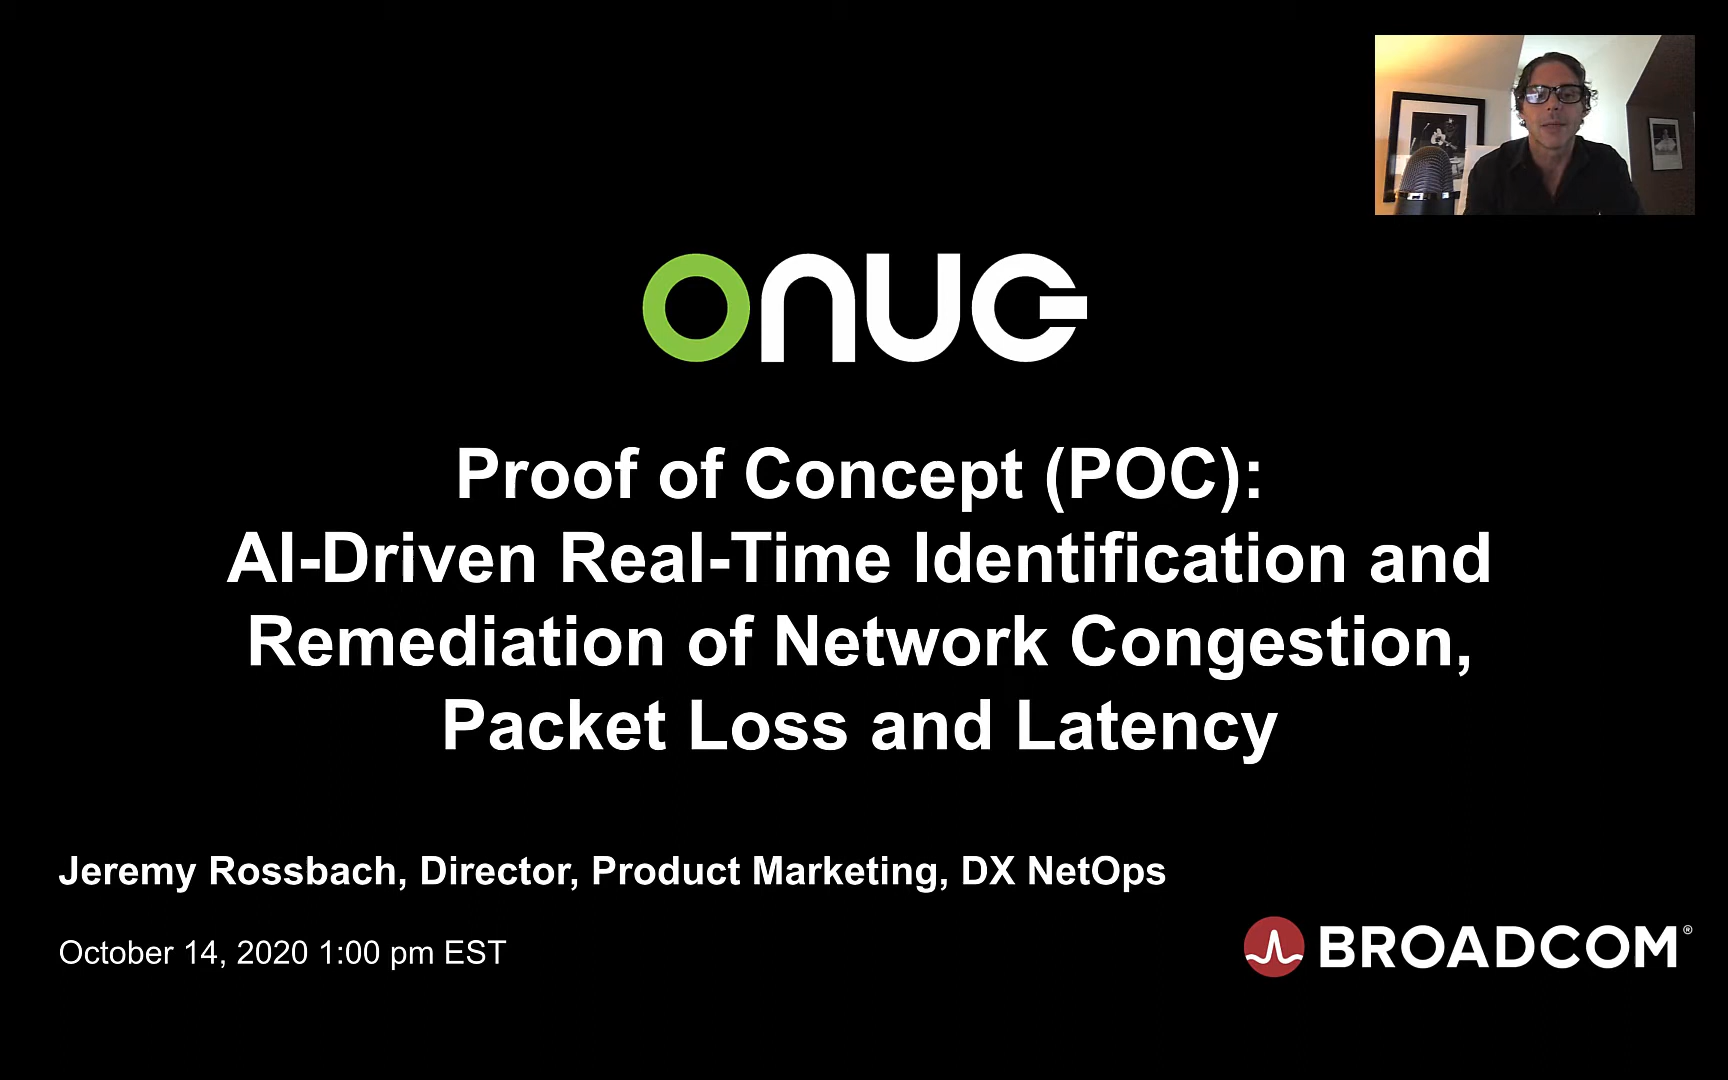 onug
Proof of Concept (POC):
AI-Driven Real-Time Identification and
Remediation of Network Congestion,
Packet Loss and Latency
Jeremy Rossbach, Director, Product Marketing, DX NetOps
October 14, 2020 1:00 pm EST
BROADCOM®